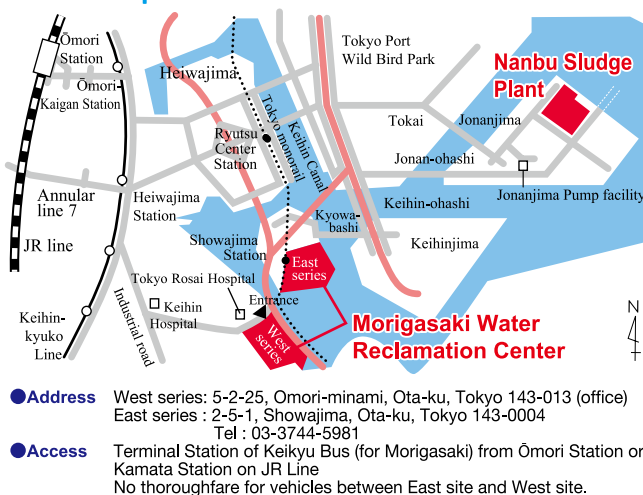 Ōmori
Station
Ōmori-
Kaigan Station
Heiwajima
Tokyo Port
Wild Bird Park
Nanbu Sludge
Plant
Tokai
Jonanjima
Ryutsu
Center
Station
Tokyo monorail
Keihin Canal
Jonan-ohashi
Jonanjima Pump facility
Annular
line 7
JR line
Heiwajima
Station
Kyowa-
bashi
Keihin-ohashi
Keihinjima
Showajima
Station
East
series
Tokyo Rosai Hospital
Entrance
Keihin
Hospital
Industrial road
Keihin-
kyuko
Line
West
series
Morigasaki Water
Reclamation Center
N
●Address West series: 5-2-25, Omori-minami, Ota-ku, Tokyo 143-013 (office)
East series : 2-5-1, Showajima, Ota-ku, Tokyo 143-0004
Tel : 03-3744-5981
●Access Terminal Station of Keikyu Bus (for Morigasaki) from Ōmori Station or
Kamata Station on JR Line
No thoroughfare for vehicles between East site and West site.